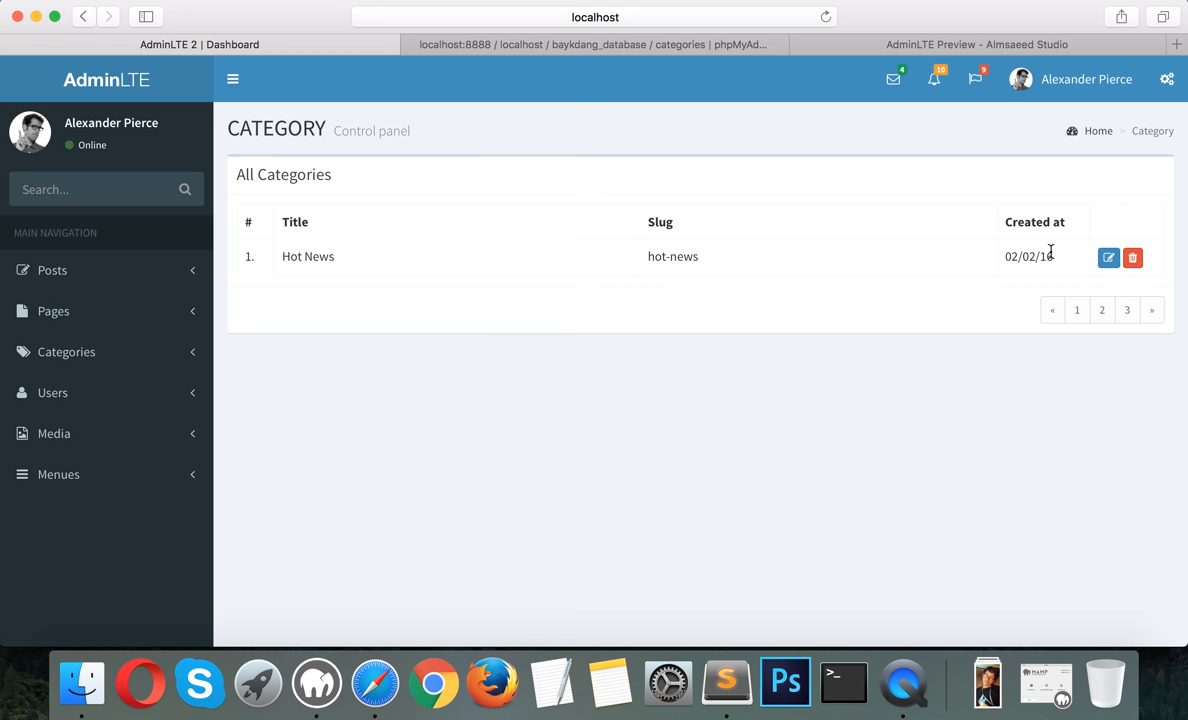 localhost
AdminLTE 2 | Dashboard
localhost:8888 / localhost / baykdang_database / categories | phpMyAd...
AdminLTE Preview - Almsaeed Studio
AdminLTE
4
10
9
Alexander Pierce
Alexander Pierce
Online
CATEGORY Control panel
Home > Category
Search...
All Categories
# Title Slug Created at
1. Hot News hot-news 02/02/16
« 1 2 3 »
MAIN NAVIGATION
Posts
Pages
Categories
Users
Media
Menues
S
S
Ps
>_
MAMP